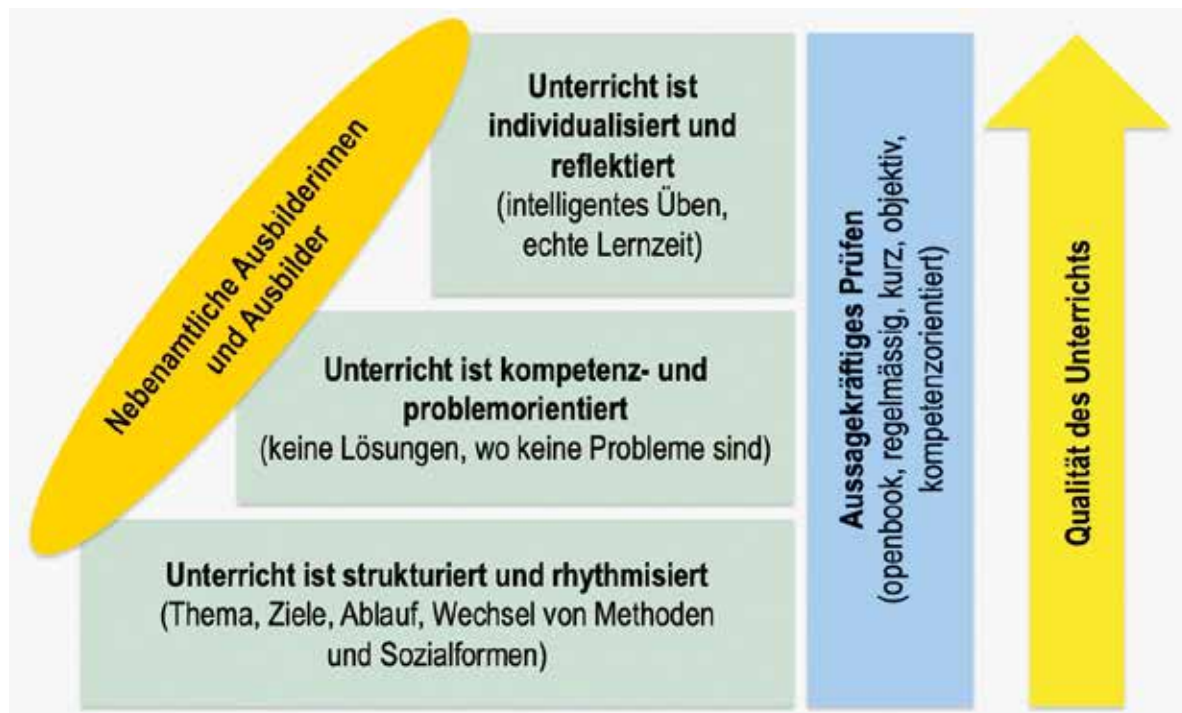 Nebenamtliche Ausbilderinnen
und Ausbilder
Unterricht ist
individualisiert und
reflektiert
(intelligentes Üben,
echte Lernzeit)
Unterricht ist kompetenz- und
problemorientiert
(keine Lösungen, wo keine Probleme sind)
Unterricht ist strukturiert und rhythmisiert
(Thema, Ziele, Ablauf, Wechsel von Methoden
und Sozialformen)
Aussagekräftiges Prüfen
(openbook, regelmässig, kurz, objektiv,
kompetenzorientiert)
Qualität des Unterrichts